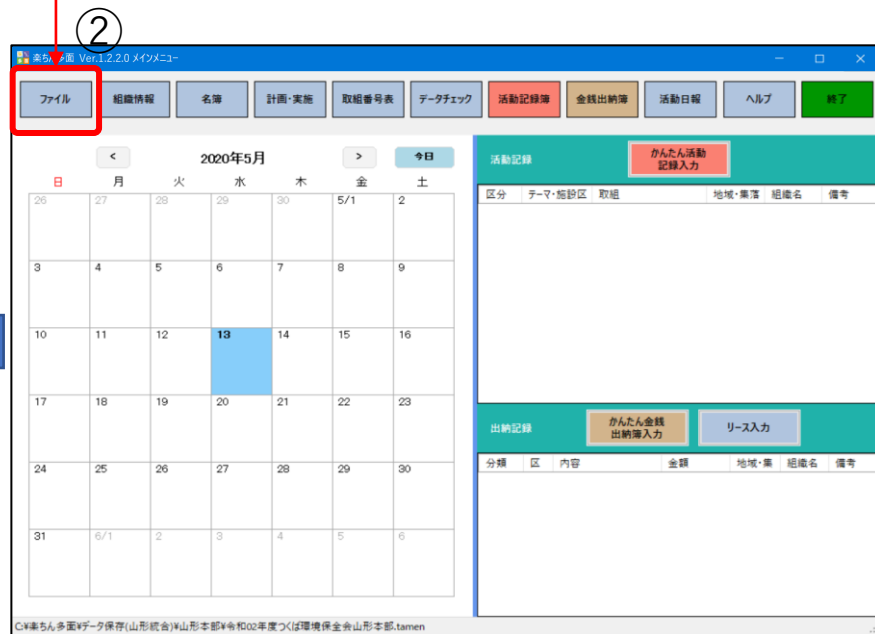 ②
楽ちん多面 Ver.1.2.2.0 メインメニュー
ファイル 組織情報 名簿 計画・実施 取組番号表 データチェック 活動記録簿 金銭出納簿 活動日報 ヘルプ 終了
< 2020年5月 > 今日
日 月 火 水 木 金 土
26 27 28 29 30 5/1 2
3 4 5 6 7 8 9
10 11 12 13 14 15 16
17 18 19 20 21 22 23
24 25 26 27 28 29 30
31 6/1 2 3 4 5 6
活動記録 かんたん活動
記録入力
区分 テーマ・施設区 取組 地域・集落 組織名 備考
出納記録 かんたん金銭
出納簿入力 リース入力
分類 区 内容 金額 地域・集 組織名 備考
C:¥楽ちん多面¥データ保存(山形統合)¥山形本部¥令和02年度つくば環境保全会山形本部.tamen